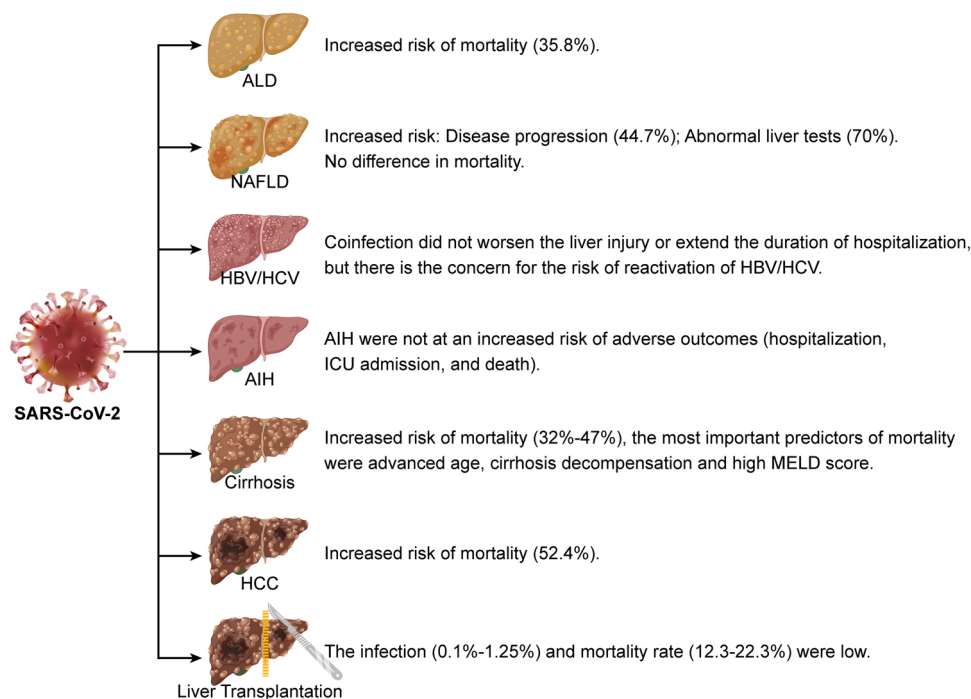 Increased risk of mortality (35.8%).
ALD
Increased risk: Disease progression (44.7%); Abnormal liver tests (70%).
No difference in mortality.
NAFLD
Coinfection did not worsen the liver injury or extend the duration of hospitalization,
but there is the concern for the risk of reactivation of HBV/HCV.
HBV/HCV
AIH were not at an increased risk of adverse outcomes (hospitalization,
ICU admission, and death).
AIH
SARS-CoV-2
Increased risk of mortality (32%-47%), the most important predictors of mortality
were advanced age, cirrhosis decompensation and high MELD score.
Cirrhosis
Increased risk of mortality (52.4%).
HCC
The infection (0.1%-1.25%) and mortality rate (12.3-22.3%) were low.
Liver Transplantation